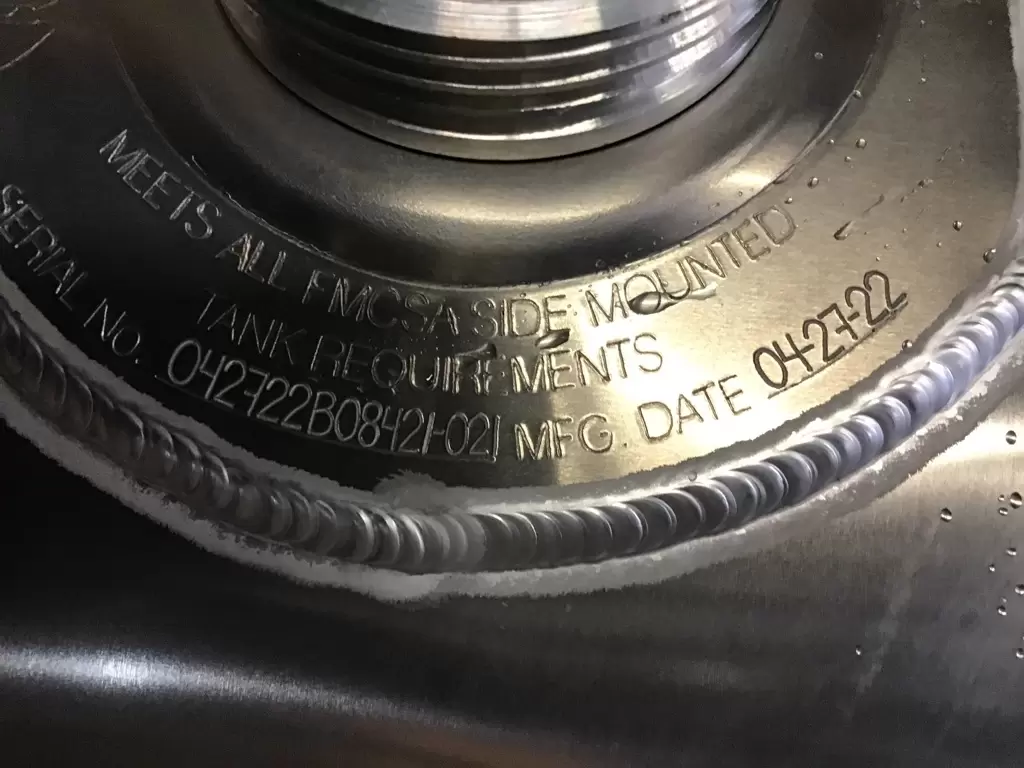 MEETS ALL FMCSA SIDE MOUNTED
TANK REQUIREMENTS
SERIAL No. 042722B08421-021 MFG. DATE 04-27-22